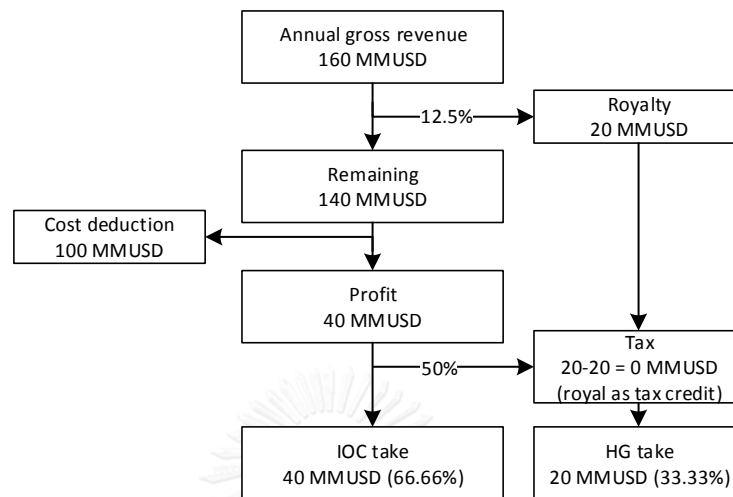 Annual gross revenue
160 MMUSD
12.5%
Royalty
20 MMUSD
Remaining
140 MMUSD
Cost deduction
100 MMUSD
Profit
40 MMUSD
50%
Tax
20-20 = 0 MMUSD
(royal as tax credit)
IOC take
40 MMUSD (66.66%)
HG take
20 MMUSD (33.33%)